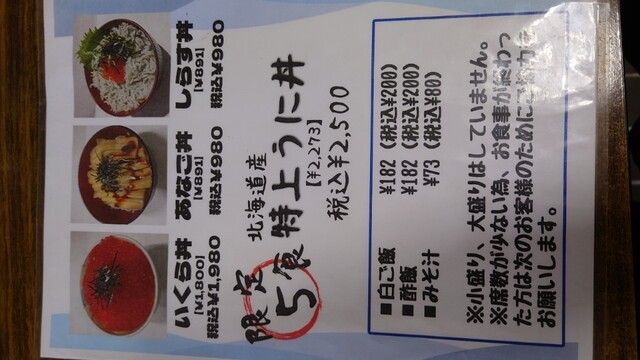 いくら丼
[¥1,800]
税込¥1,980
あなご丼
[¥891]
税込¥980
しらす丼
[¥891]
税込¥980
限定
5食
北海道産
特上うに丼
【¥2,273】
税込¥2,500
■白ご飯 ¥182 (税込¥200)
■酢飯 ¥182 (税込¥200)
■みそ汁 ¥73 (税込¥80)
※小盛り、大盛りはしていません。
※席数が少ない為、お食事が終わっ
た方は次のお客様のためにご協力を
お願いします。